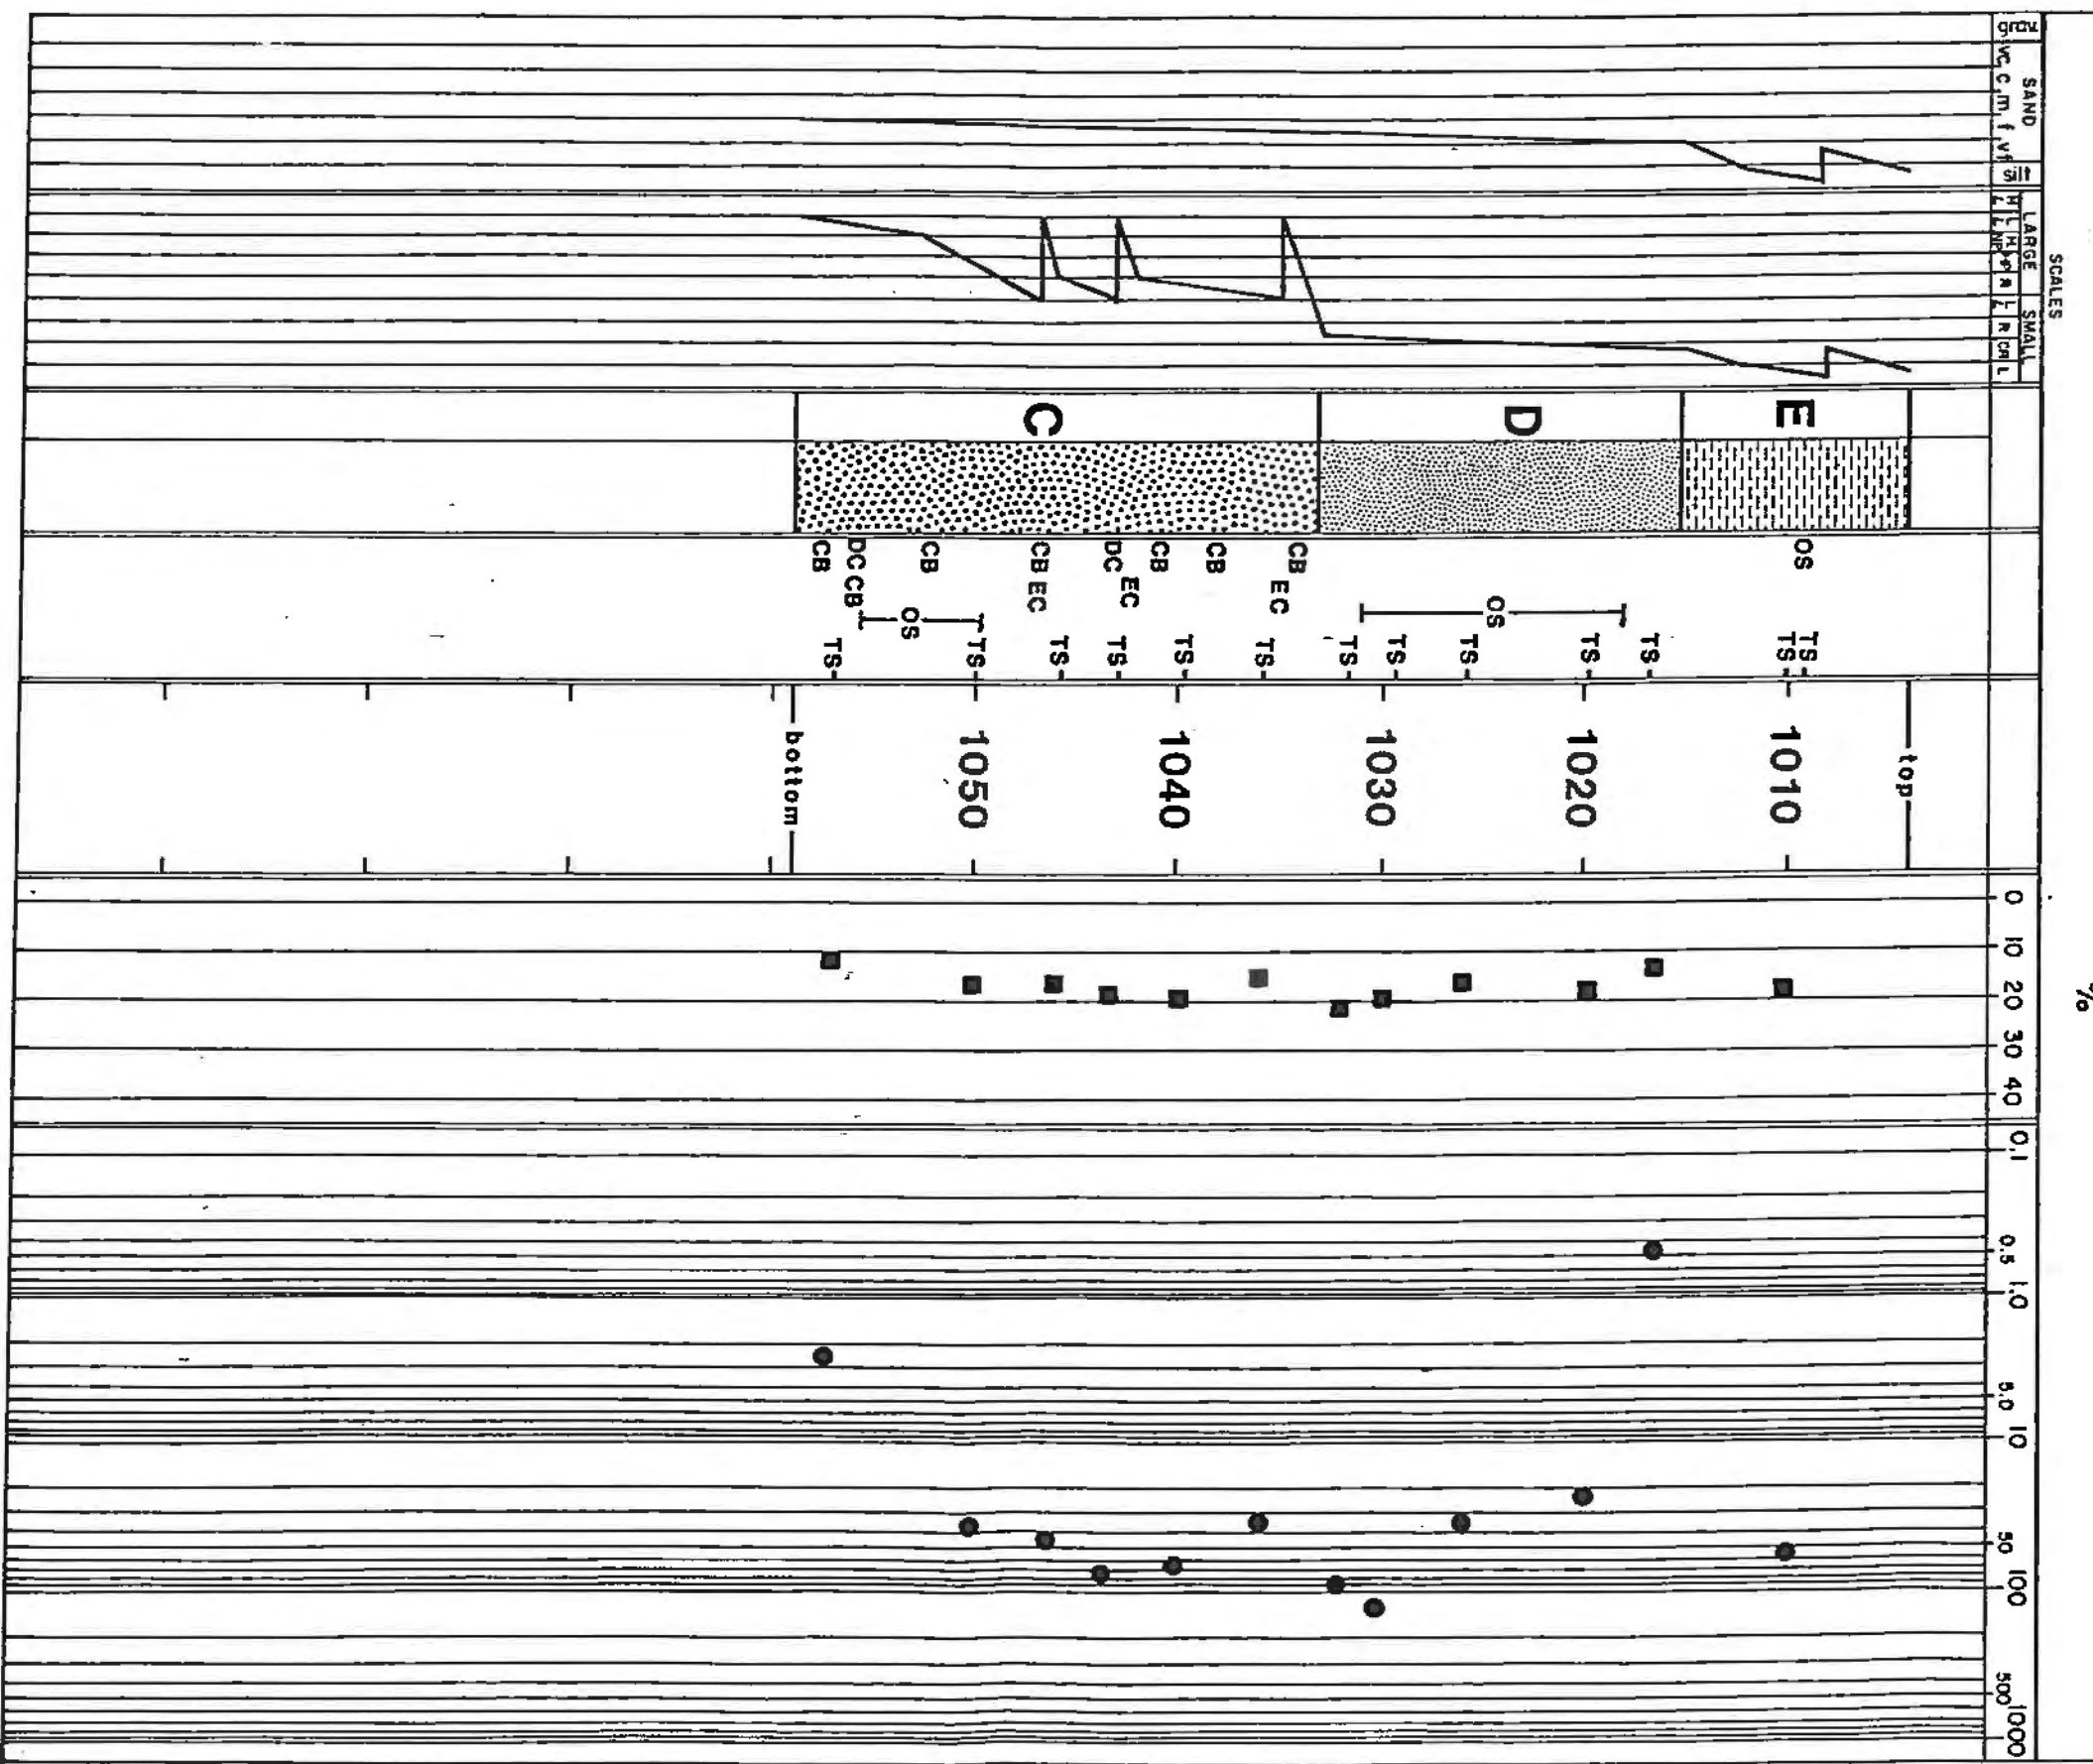 %
SCALES
SAND
LARGE
SMALL
vc
c
m
f
vf
silt
L
R
CR
L
0
10
20
30
40
0.1
0.5
1.0
5.0
10
50
100
500
1000
top
1010
1020
1030
1040
1050
bottom
E
D
C
OS
TS-
TS-
TS-
TS-
OS
TS-
TS-
TS-
CB
EC
TS-
CB
CB
TS-
EC
DC
TS-
CB EC
TS-
CB
TS-
OS
DC CB
CB
TS-